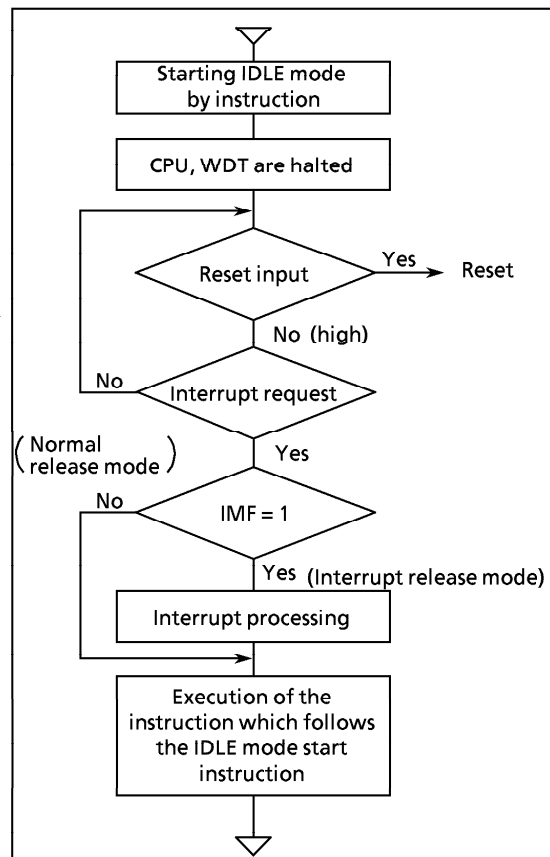 Starting IDLE mode
by instruction
CPU, WDT are halted
Reset input
Yes
Reset
No (high)
No
Interrupt request
(Normal
release mode)
Yes
No
IMF = 1
Yes (Interrupt release mode)
Interrupt processing
Execution of the
instruction which follows
the IDLE mode start
instruction